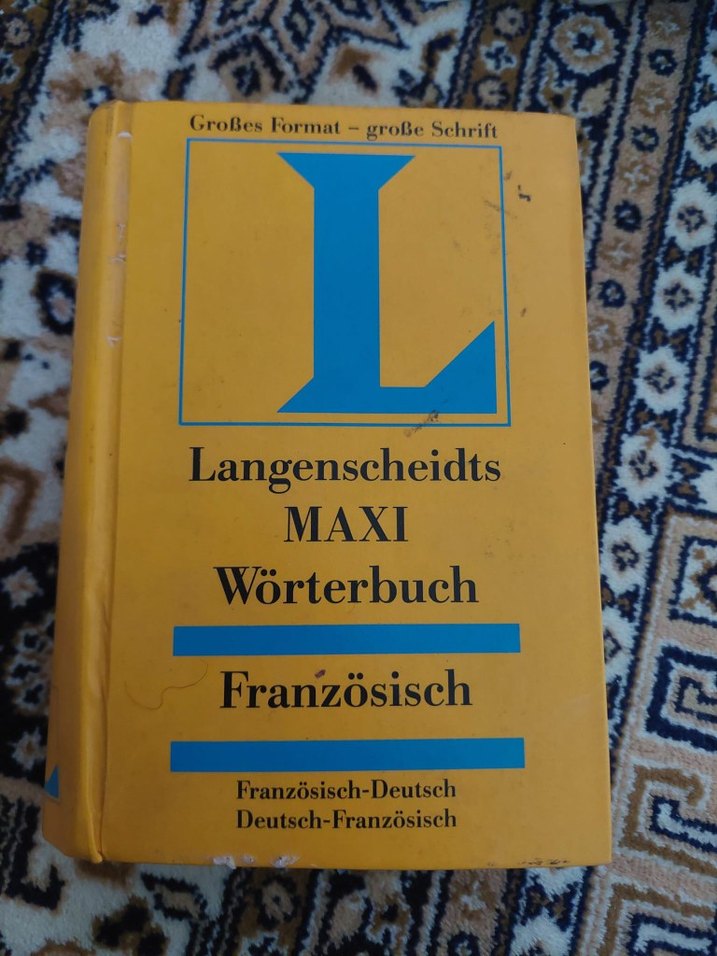 Großes Format – große Schrift
L
Langenscheidts
MAXI
Wörterbuch
Französisch
Französisch-Deutsch
Deutsch-Französisch